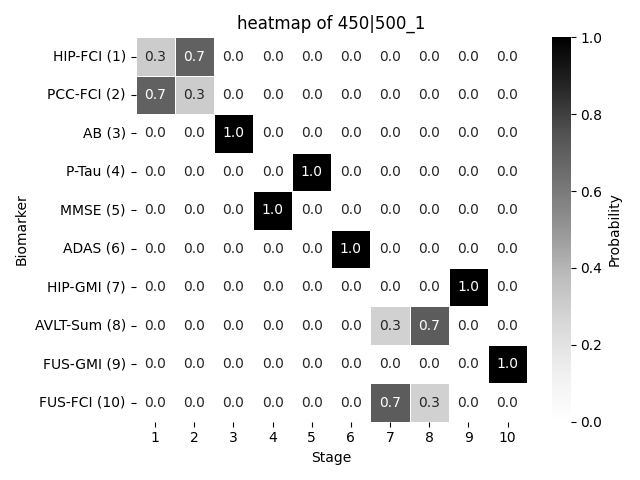 heatmap of 450|500_1
HIP-FCI (1) 0.3 0.7 0.0 0.0 0.0 0.0 0.0 0.0 0.0 0.0
PCC-FCI (2) 0.7 0.3 0.0 0.0 0.0 0.0 0.0 0.0 0.0 0.0
AB (3) 0.0 0.0 1.0 0.0 0.0 0.0 0.0 0.0 0.0 0.0
P-Tau (4) 0.0 0.0 0.0 0.0 1.0 0.0 0.0 0.0 0.0 0.0
MMSE (5) 0.0 0.0 0.0 1.0 0.0 0.0 0.0 0.0 0.0 0.0
ADAS (6) 0.0 0.0 0.0 0.0 0.0 1.0 0.0 0.0 0.0 0.0
HIP-GMI (7) 0.0 0.0 0.0 0.0 0.0 0.0 0.0 0.0 1.0 0.0
AVLT-Sum (8) 0.0 0.0 0.0 0.0 0.0 0.0 0.3 0.7 0.0 0.0
FUS-GMI (9) 0.0 0.0 0.0 0.0 0.0 0.0 0.0 0.0 0.0 1.0
FUS-FCI (10) 0.0 0.0 0.0 0.0 0.0 0.0 0.7 0.3 0.0 0.0
1 2 3 4 5 6 7 8 9 10
Stage
Biomarker
1.0
0.8
0.6
0.4
0.2
0.0
Probability